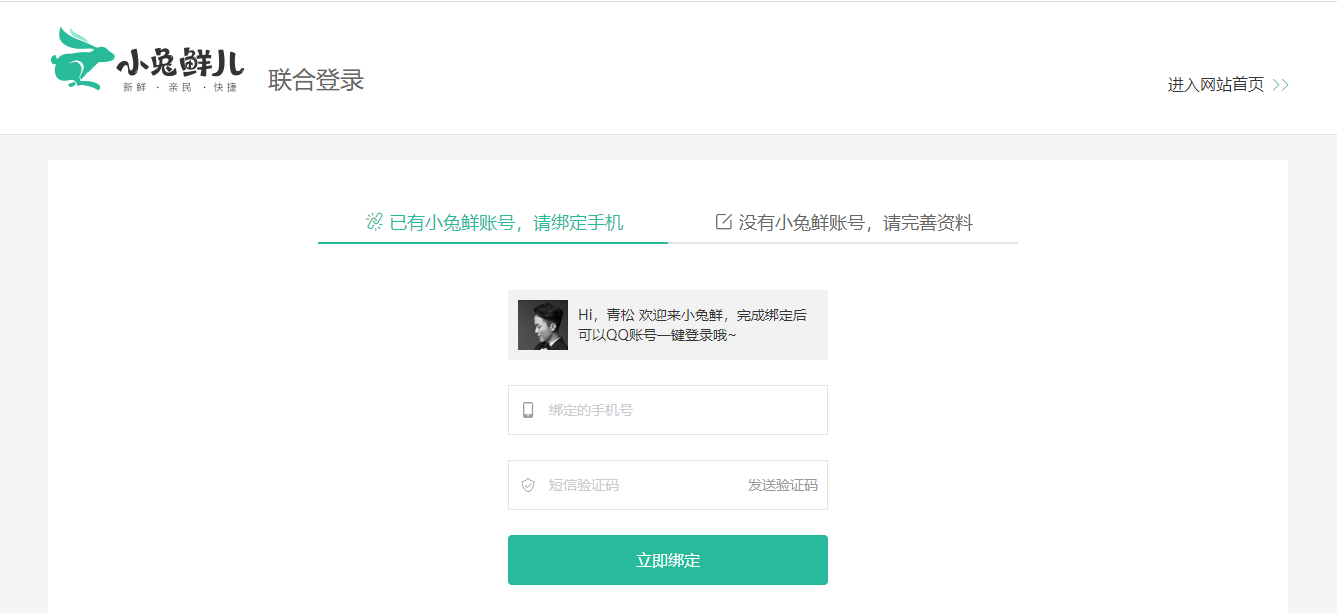 小兔鲜儿
新鲜 · 亲民 · 快捷
联合登录
进入网站首页 >>
已有小兔鲜账号，请绑定手机
没有小兔鲜账号，请完善资料
Hi，青松 欢迎来小兔鲜，完成绑定后
可以QQ账号一键登录哦~
绑定的手机号
短信验证码
发送验证码
立即绑定